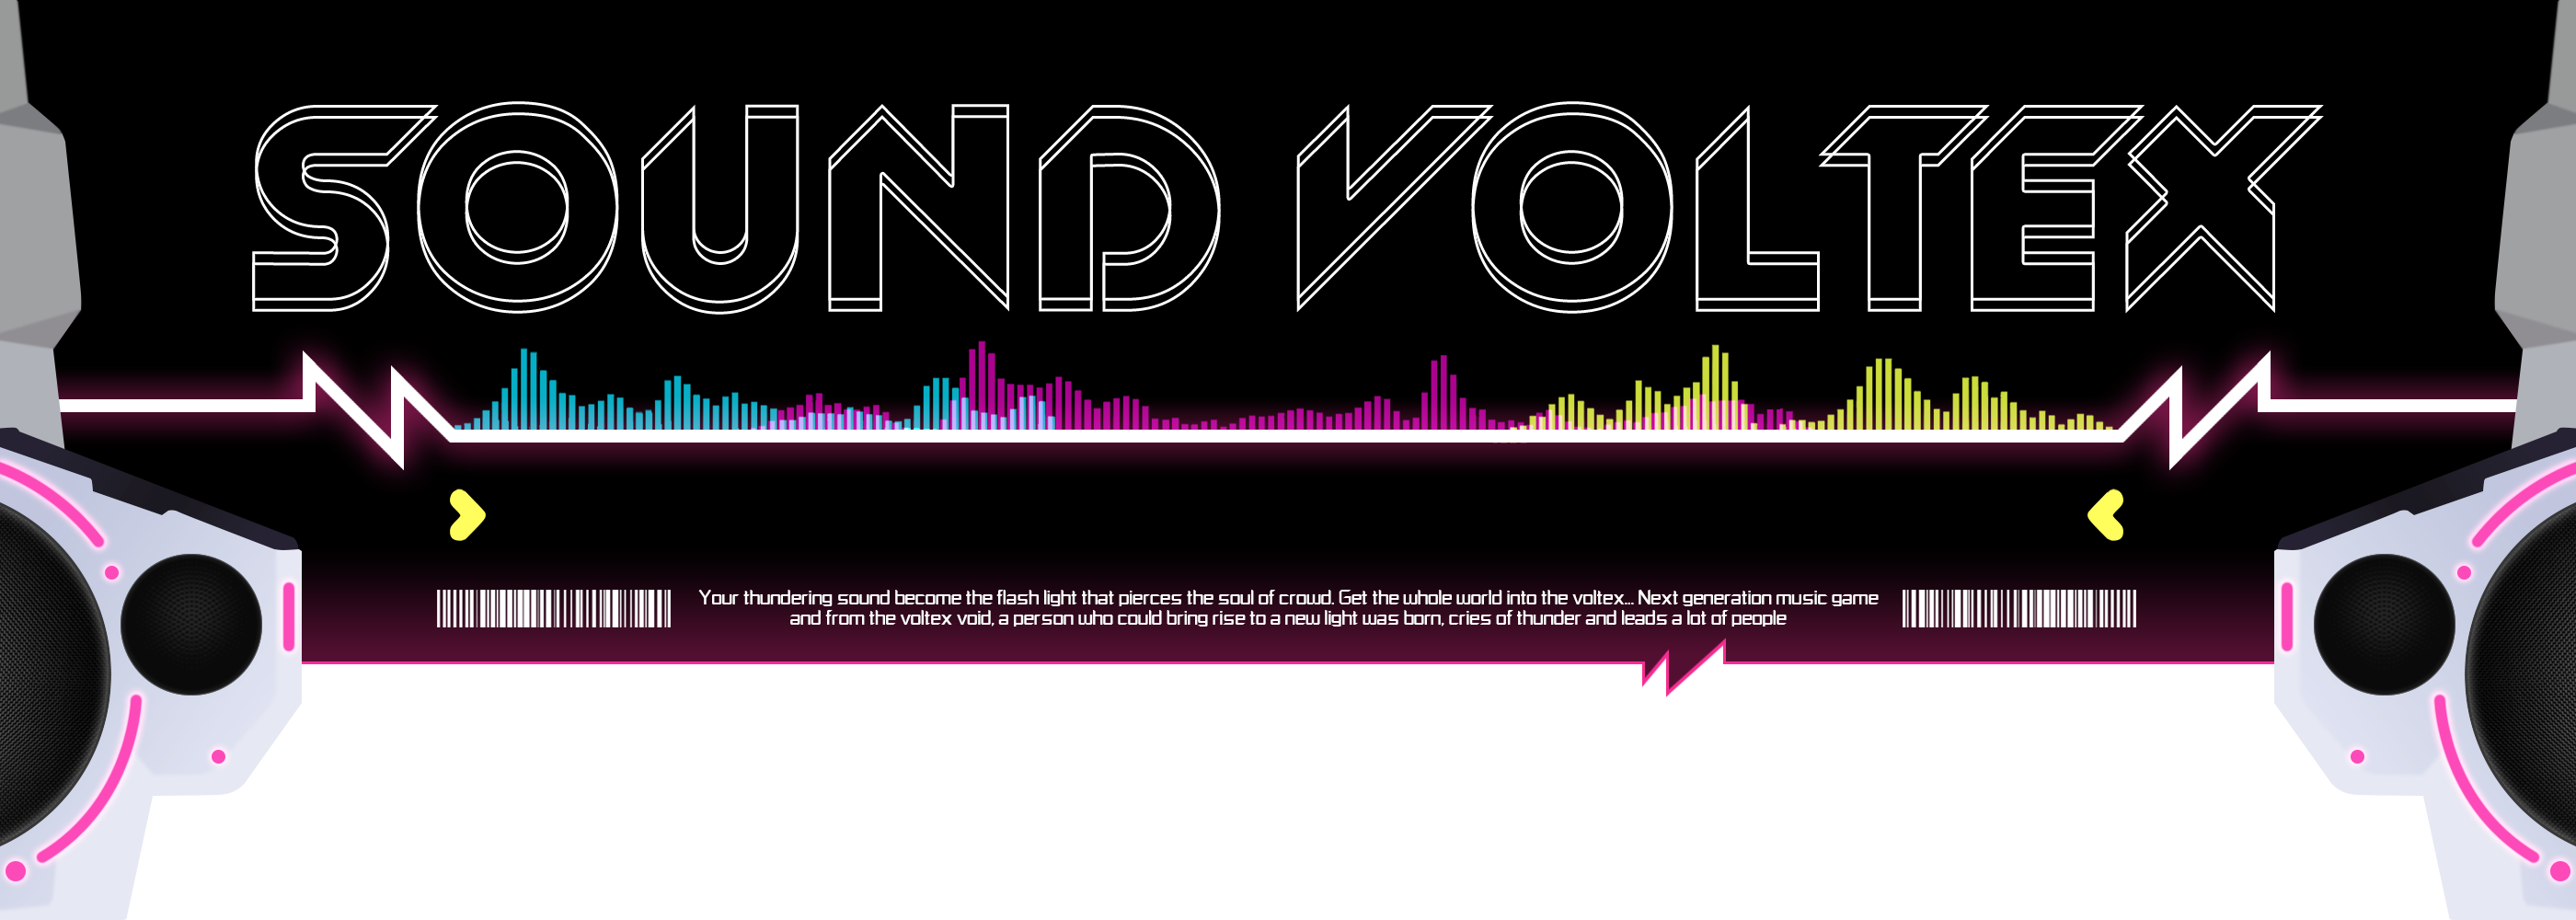 SOUND VOLTEX
Your thundering sound become the flash light that pierces the soul of crowd. Get the whole world into the voltex... Next generation music game
and from the voltex void, a person who could bring rise to a new light was born, cries of thunder and leads a lot of people